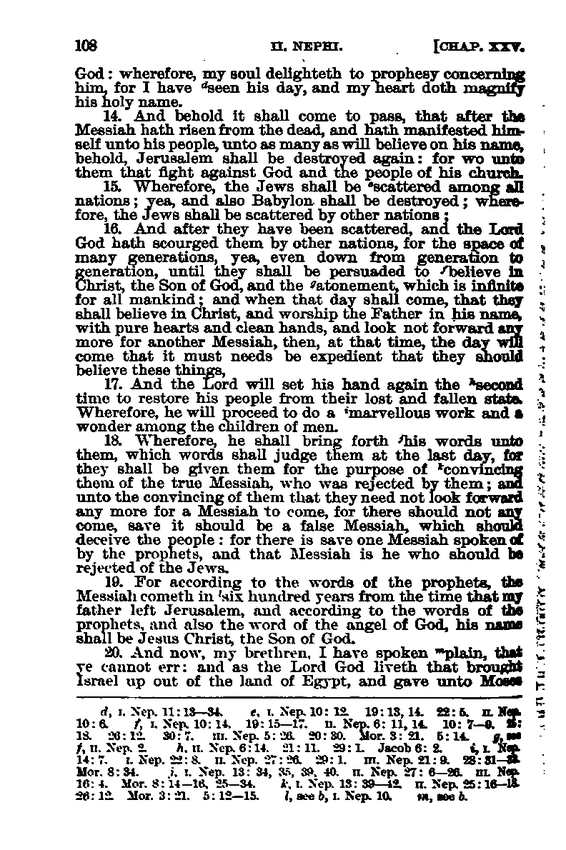 108 II. NEPHI. [CHAP. XXV.
God: wherefore, my soul delighteth to prophesy concerning
him, for I have dseen his day, and my heart doth magnify
his holy name.
14. And behold it shall come to pass, that after the
Messiah hath risen from the dead, and hath manifested him-
self unto his people, unto as many as will believe on his name,
behold, Jerusalem shall be destroyed again: for wo unto
them that fight against God and the people of his church.
15. Wherefore, the Jews shall be escattered among all
nations; yea, and also Babylon shall be destroyed; where-
fore, the Jews shall be scattered by other nations;
16. And after they have been scattered, and the Lord
God hath scourged them by other nations, for the space of
many generations, yea, even down from generation to
generation, until they shall be persuaded to fbelieve in
Christ, the Son of God, and the gatonement, which is infinite
for all mankind; and when that day shall come, that they
shall believe in Christ, and worship the Father in his name,
with pure hearts and clean hands, and look not forward any
more for another Messiah, then, at that time, the day will
come that it must needs be expedient that they should
believe these things,
17. And the Lord will set his hand again the hsecond
time to restore his people from their lost and fallen state.
Wherefore, he will proceed to do a imarvellous work and a
wonder among the children of men.
18. Wherefore, he shall bring forth jhis words unto
them, which words shall judge them at the last day, for
they shall be given them for the purpose of kconvincing
them of the true Messiah, who was rejected by them; and
unto the convincing of them that they need not look forward
any more for a Messiah to come, for there should not any
come, save it should be a false Messiah, which should
deceive the people: for there is save one Messiah spoken of
by the prophets, and that Messiah is he who should be
rejected of the Jews.
19. For according to the words of the prophets, the
Messiah cometh in lsix hundred years from the time that my
father left Jerusalem, and according to the words of the
prophets, and also the word of the angel of God, his name
shall be Jesus Christ, the Son of God.
20. And now, my brethren, I have spoken mplain, that
ye cannot err: and as the Lord God liveth that brought
Israel up out of the land of Egypt, and gave unto Moses
d, I. Nep. 11:13—34. e, I. Nep. 10:12. 19:13, 14. 22:5. II. Nep.
10:6. f, I. Nep. 10:14. 19:15—17. II. Nep. 6:11, 14. 10:7—9.
18. 26:12. 30:7. III. Nep. 5:26. 20:30. Mor. 3:21. 5:14. g, see
f, II. Nep. 2. h, II. Nep. 6:14. 21:11. 29:1. Jacob 6:2. i, I. Nep.
14:7. I. Nep. 22:8. II. Nep. 27:26. 29:1. III. Nep. 21:9. 28:31—33.
Mor. 8:34. j, I. Nep. 13:34, 35, 39, 40. II. Nep. 27:6—26. III. Nep.
16:4. Mor. 8:14—16, 25—34. k, I. Nep. 13:39—42. II. Nep. 25:16—18.
26:12. Mor. 3:21. 5:12—15. l, see b, I. Nep. 10. m, see b.